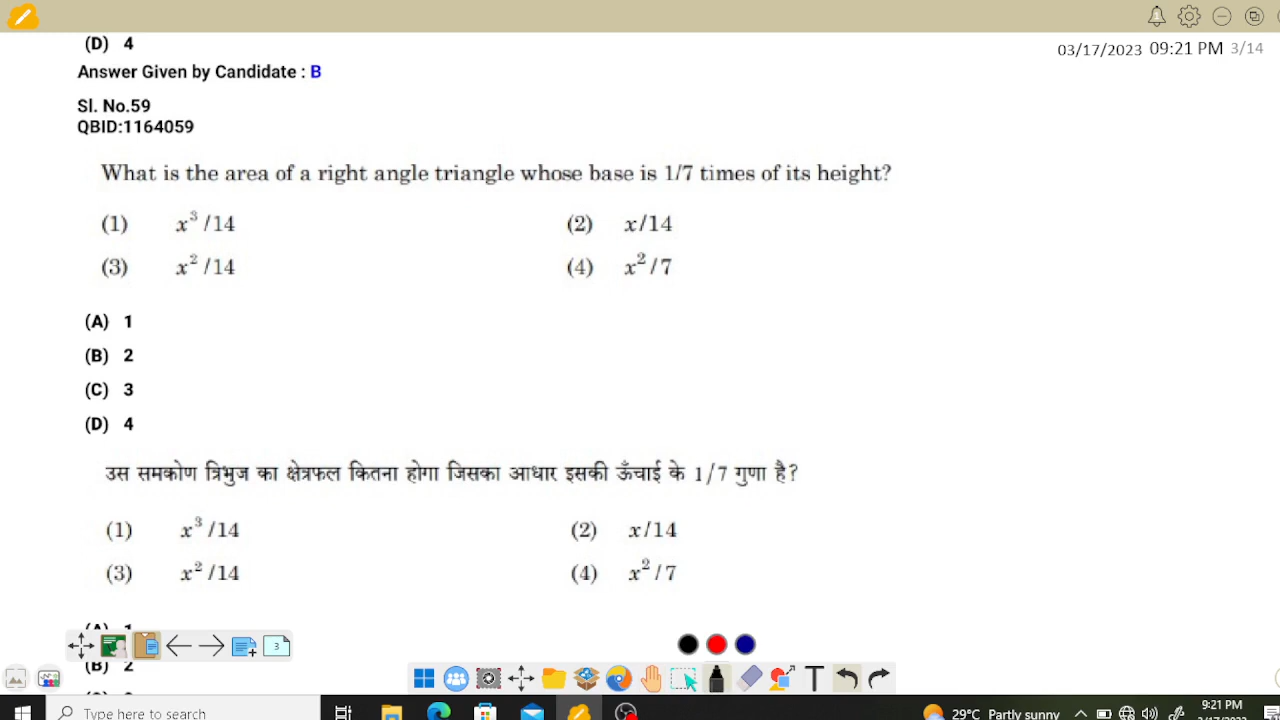 (D) 4
03/17/2023 09:21 PM 3/14
Answer Given by Candidate : B
Sl. No.59
QBID:1164059
What is the area of a right angle triangle whose base is 1/7 times of its height?
(1) x³ /14 (2) x/14
(3) x² /14 (4) x²/7
(A) 1
(B) 2
(C) 3
(D) 4
उस समकोण त्रिभुज का क्षेत्रफल कितना होगा जिसका आधार इसकी ऊँचाई के 1/7 गुणा है?
(1) x³ /14 (2) x/14
(3) x² /14 (4) x²/7
(A) 1
3
(B) 2
T
Type here to search
29°C Partly sunny
9:21 PM